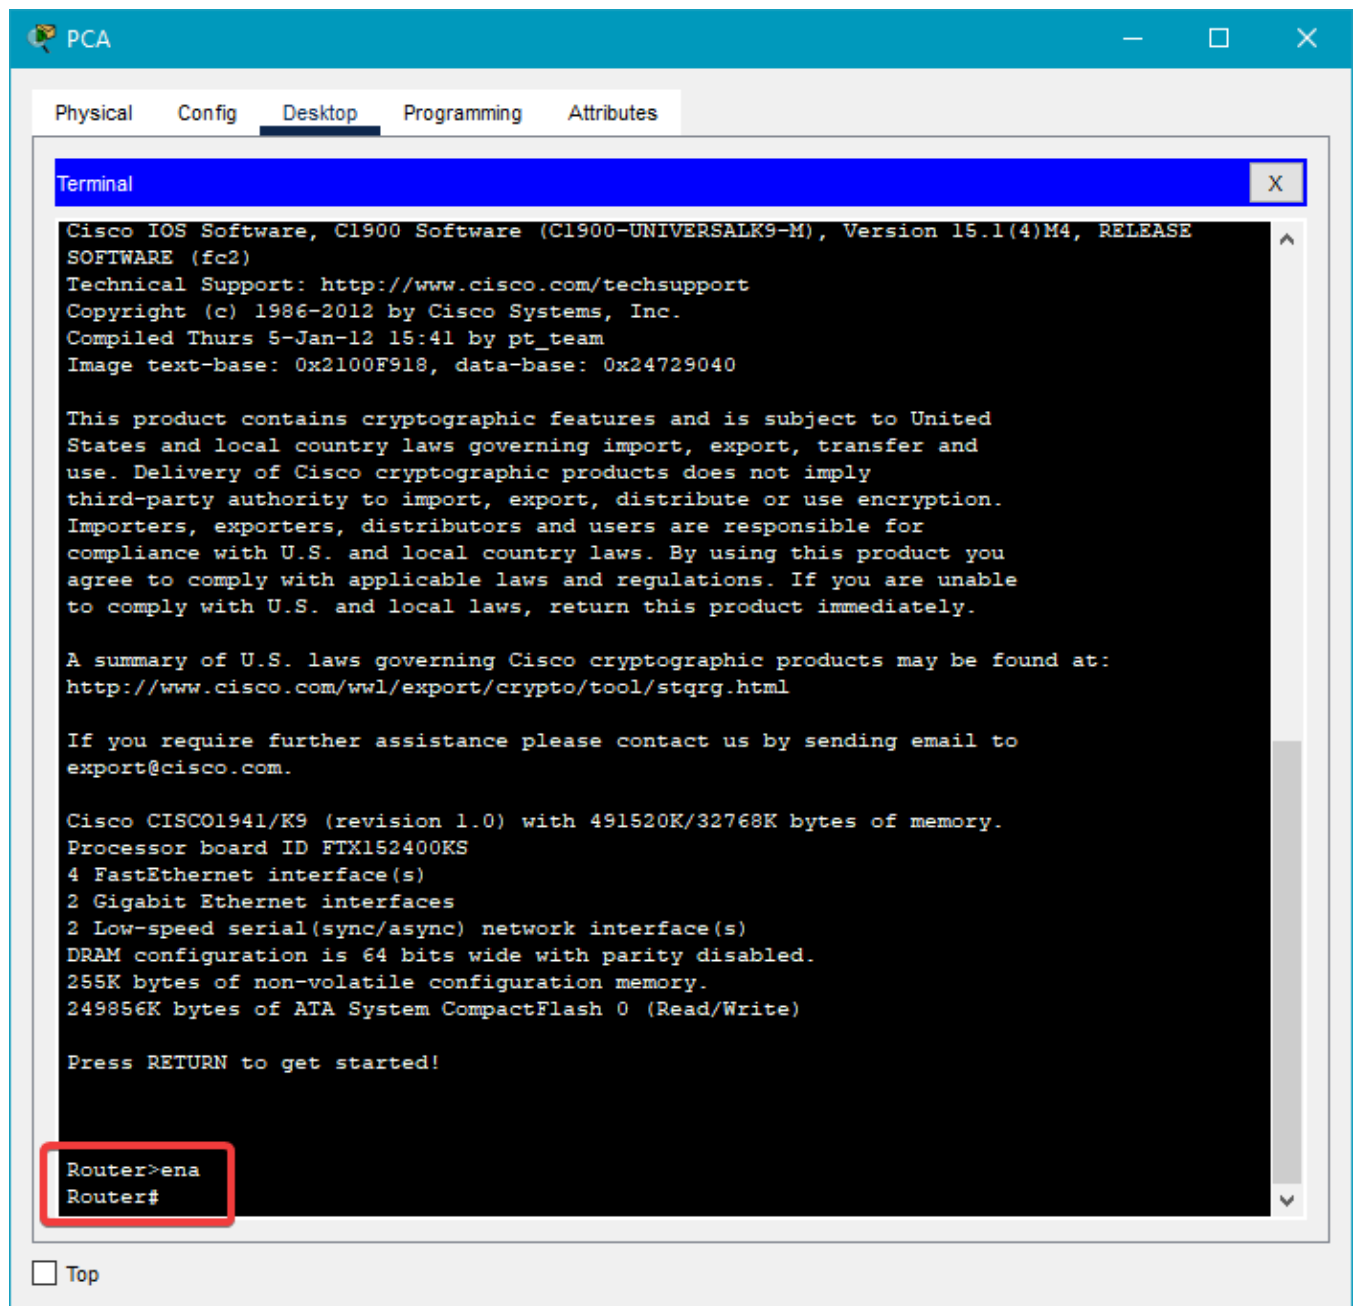 PCA
Physical Config Desktop Programming Attributes
Terminal X
Cisco IOS Software, C1900 Software (C1900-UNIVERSALK9-M), Version 15.1(4)M4, RELEASE
SOFTWARE (fc2)
Technical Support: http://www.cisco.com/techsupport
Copyright (c) 1986-2012 by Cisco Systems, Inc.
Compiled Thurs 5-Jan-12 15:41 by pt_team
Image text-base: 0x2100F918, data-base: 0x24729040
This product contains cryptographic features and is subject to United
States and local country laws governing import, export, transfer and
use. Delivery of Cisco cryptographic products does not imply
third-party authority to import, export, distribute or use encryption.
Importers, exporters, distributors and users are responsible for
compliance with U.S. and local country laws. By using this product you
agree to comply with applicable laws and regulations. If you are unable
to comply with U.S. and local laws, return this product immediately.
A summary of U.S. laws governing Cisco cryptographic products may be found at:
http://www.cisco.com/wwl/export/crypto/tool/stqrg.html
If you require further assistance please contact us by sending email to
export@cisco.com.
Cisco CISCO1941/K9 (revision 1.0) with 491520K/32768K bytes of memory.
Processor board ID FTX152400KS
4 FastEthernet interface(s)
2 Gigabit Ethernet interfaces
2 Low-speed serial(sync/async) network interface(s)
DRAM configuration is 64 bits wide with parity disabled.
255K bytes of non-volatile configuration memory.
249856K bytes of ATA System CompactFlash 0 (Read/Write)
Press RETURN to get started!
Router>ena
Router#
Top